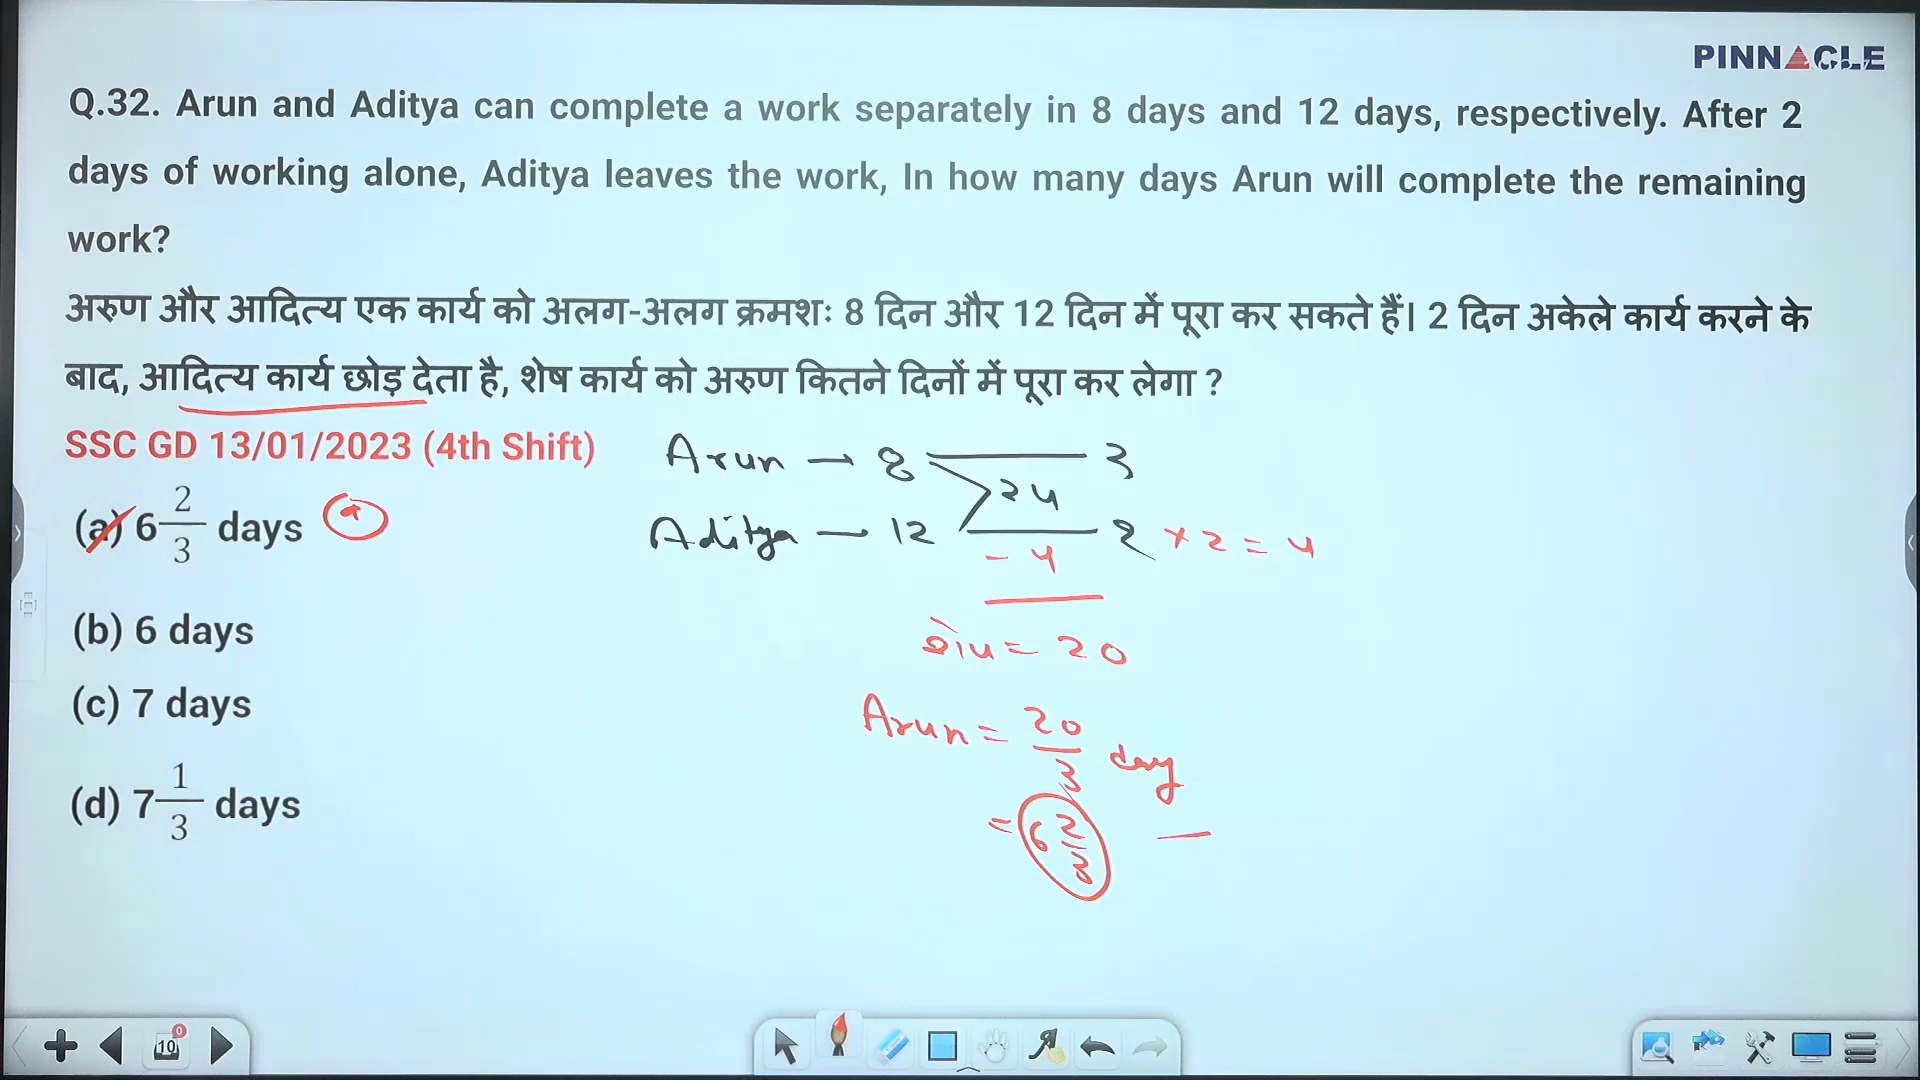 PINNACLE
Q.32. Arun and Aditya can complete a work separately in 8 days and 12 days, respectively. After 2
days of working alone, Aditya leaves the work, In how many days Arun will complete the remaining
work?
अरुण और आदित्य एक कार्य को अलग-अलग क्रमशः 8 दिन और 12 दिन में पूरा कर सकते हैं। 2 दिन अकेले कार्य करने के
बाद, आदित्य कार्य छोड़ देता है, शेष कार्य को अरुण कितने दिनों में पूरा कर लेगा ?
SSC GD 13/01/2023 (4th Shift)
(a) 6 2/3 days
(b) 6 days
(c) 7 days
(d) 7 1/3 days
Arun → 8 3
24
Aditya — 12 2 × 2 = 4
- 4
= 20
Arun = 20/3 day
= 6 2/3
10
0